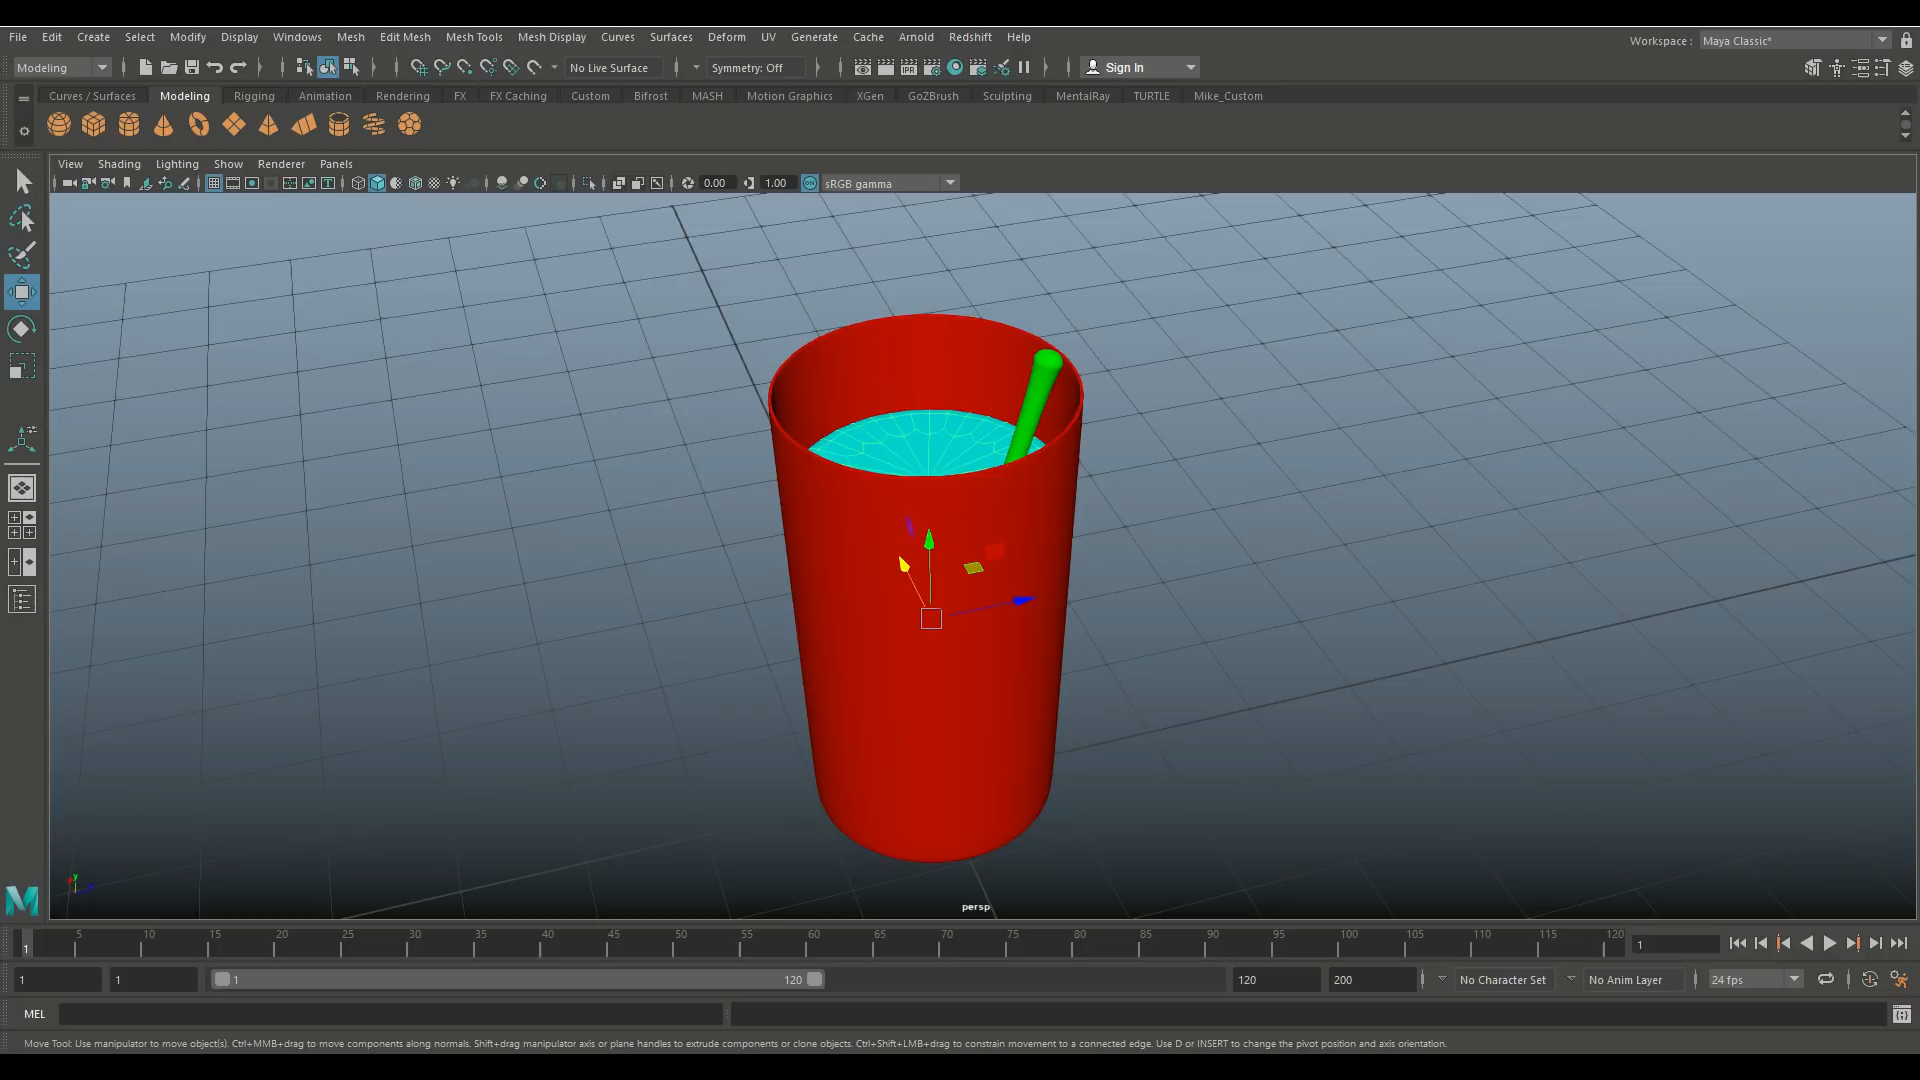 File Edit Create Select Modify Display Windows Mesh Edit Mesh Mesh Tools Mesh Display Curves Surfaces Deform UV Generate Cache Arnold Redshift Help
Workspace : Maya Classic*
Modeling No Live Surface Symmetry: Off IPR Sign In
Curves / Surfaces Modeling Rigging Animation Rendering FX FX Caching Custom Bifrost MASH Motion Graphics XGen GoZBrush Sculpting MentalRay TURTLE Mike_Custom
View Shading Lighting Show Renderer Panels
0.00 1.00 ON sRGB gamma
y
M
persp
1 5 10 15 20 25 30 35 40 45 50 55 60 65 70 75 80 85 90 95 100 105 110 115 120 1
1 1 1 120 120 200 No Character Set No Anim Layer 24 fps
MEL
Move Tool: Use manipulator to move object(s). Ctrl+MMB+drag to move components along normals. Shift+drag manipulator axis or plane handles to extrude components or clone objects. Ctrl+Shift+LMB+drag to constrain movement to a connected edge. Use D or INSERT to change the pivot position and axis orientation.